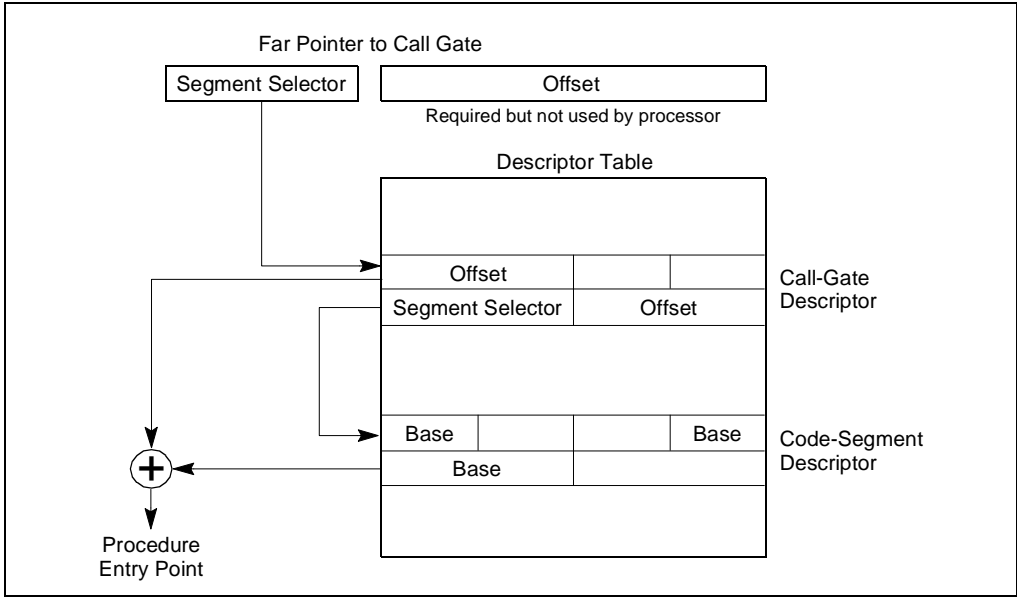 Far Pointer to Call Gate
Segment Selector
Offset
Required but not used by processor
Descriptor Table
Offset
Segment Selector
Offset
Call-Gate
Descriptor
Base
Base
Base
Code-Segment
Descriptor
+
Procedure
Entry Point